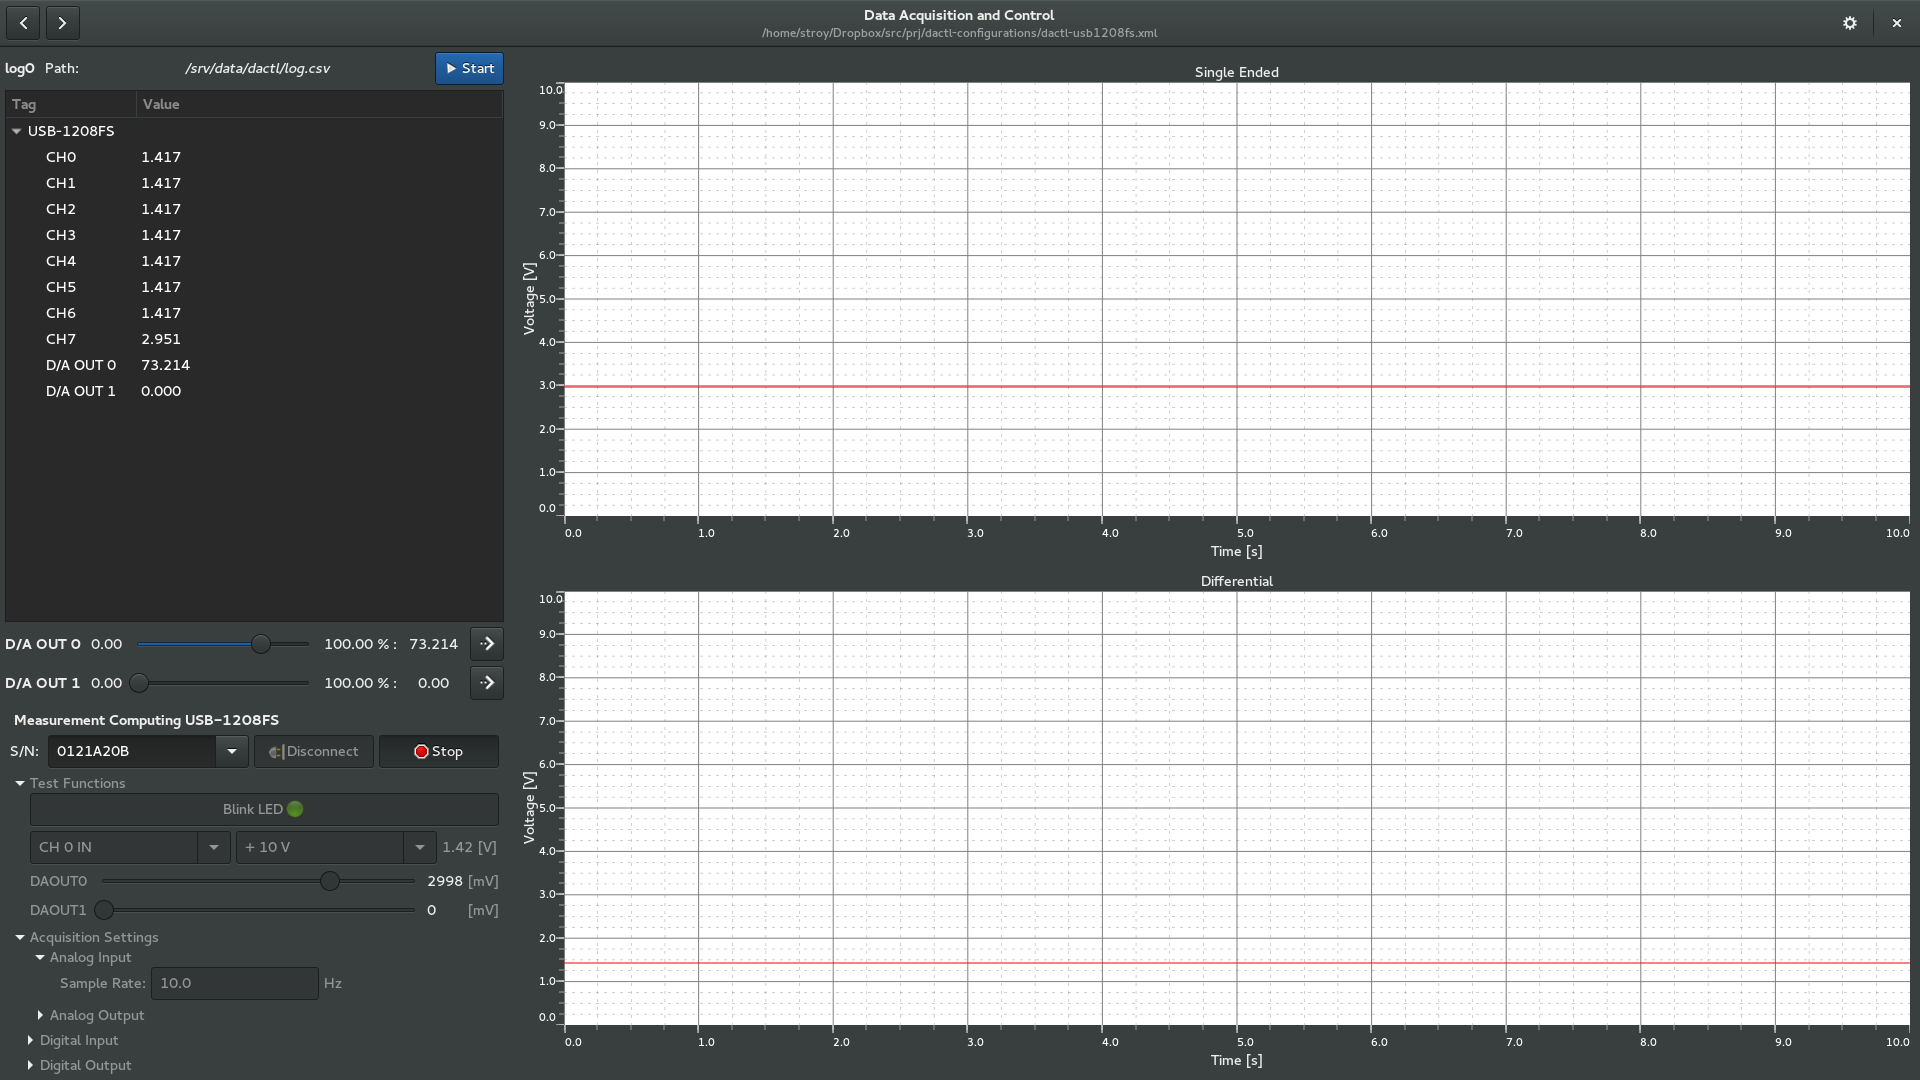 Data Acquisition and Control
/home/stroy/Dropbox/src/prj/dactl-configurations/dactl-usb1208fs.xml
log0 Path: /srv/data/dactl/log.csv Start
Tag Value
USB-1208FS
CH0 1.417
CH1 1.417
CH2 1.417
CH3 1.417
CH4 1.417
CH5 1.417
CH6 1.417
CH7 2.951
D/A OUT 0 73.214
D/A OUT 1 0.000
D/A OUT 0 0.00 100.00 % : 73.214
D/A OUT 1 0.00 100.00 % : 0.00
Measurement Computing USB-1208FS
S/N: 0121A20B Disconnect Stop
Test Functions
Blink LED
CH 0 IN + 10 V 1.42 [V]
DAOUT0 2998 [mV]
DAOUT1 0 [mV]
Acquisition Settings
Analog Input
Sample Rate: 10.0 Hz
Analog Output
Digital Input
Digital Output
Single Ended
10.0
9.0
8.0
7.0
6.0
5.0
4.0
3.0
2.0
1.0
0.0
Voltage [V]
0.0 1.0 2.0 3.0 4.0 5.0 6.0 7.0 8.0 9.0 10.0
Time [s]
Differential
10.0
9.0
8.0
7.0
6.0
5.0
4.0
3.0
2.0
1.0
0.0
Voltage [V]
0.0 1.0 2.0 3.0 4.0 5.0 6.0 7.0 8.0 9.0 10.0
Time [s]